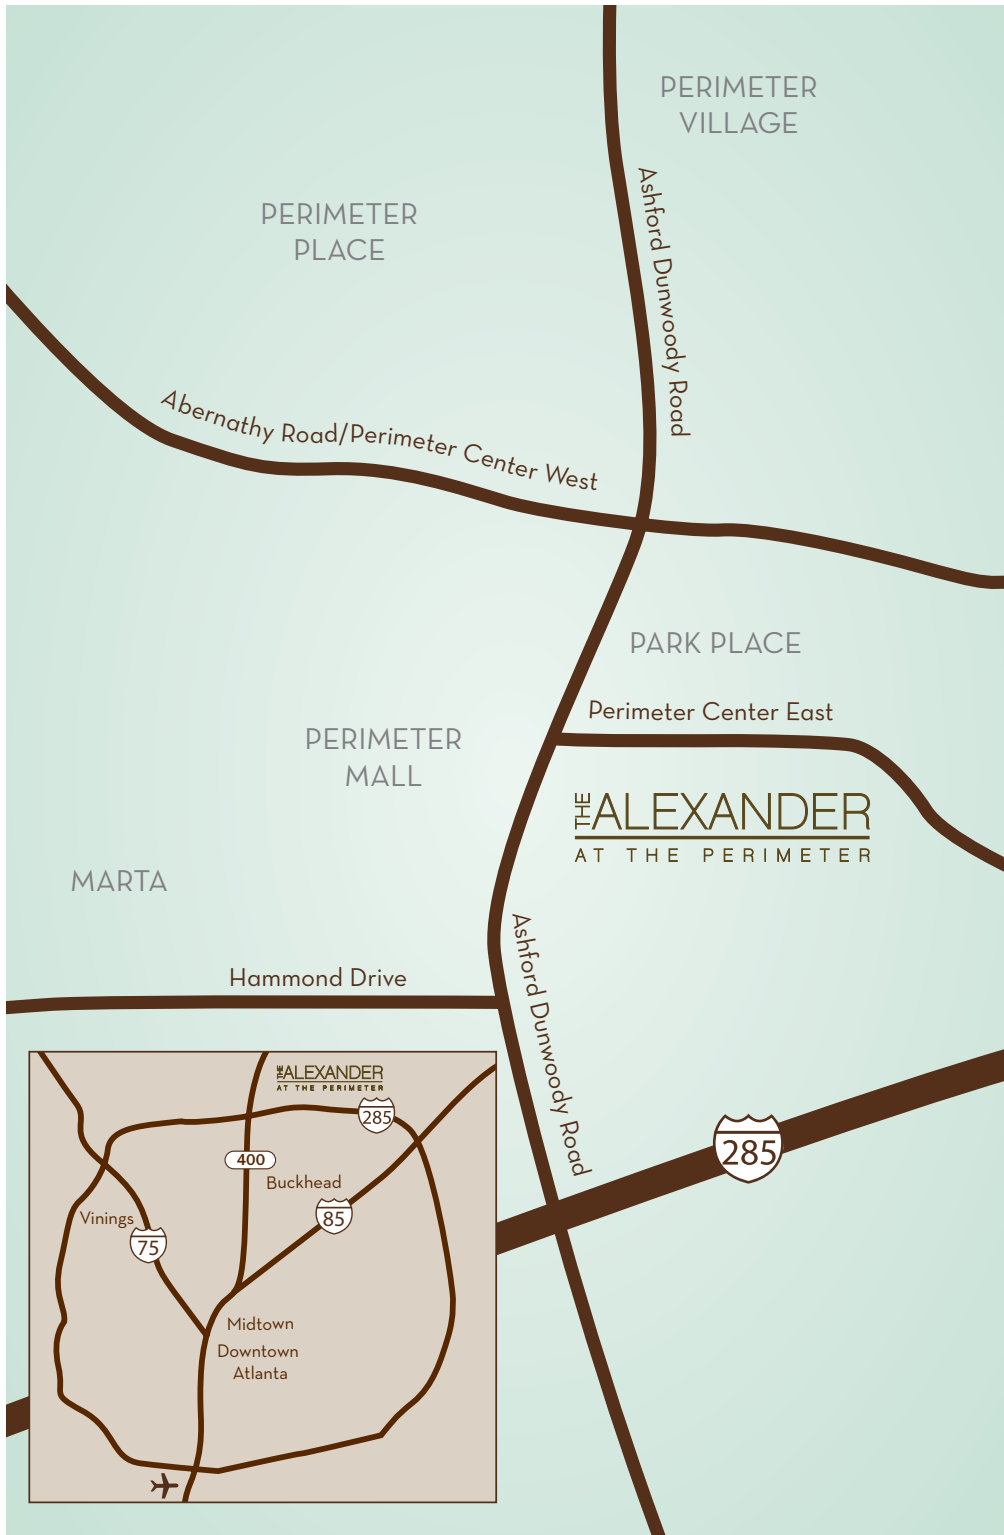 PERIMETER
VILLAGE
Ashford Dunwoody Road
PERIMETER
PLACE
Abernathy Road/Perimeter Center West
PARK PLACE
Perimeter Center East
PERIMETER
MALL
THE ALEXANDER
AT THE PERIMETER
MARTA
Ashford Dunwoody Road
Hammond Drive
285
THE ALEXANDER
AT THE PERIMETER
285
400
Buckhead
85
Vinings
75
Midtown
Downtown
Atlanta